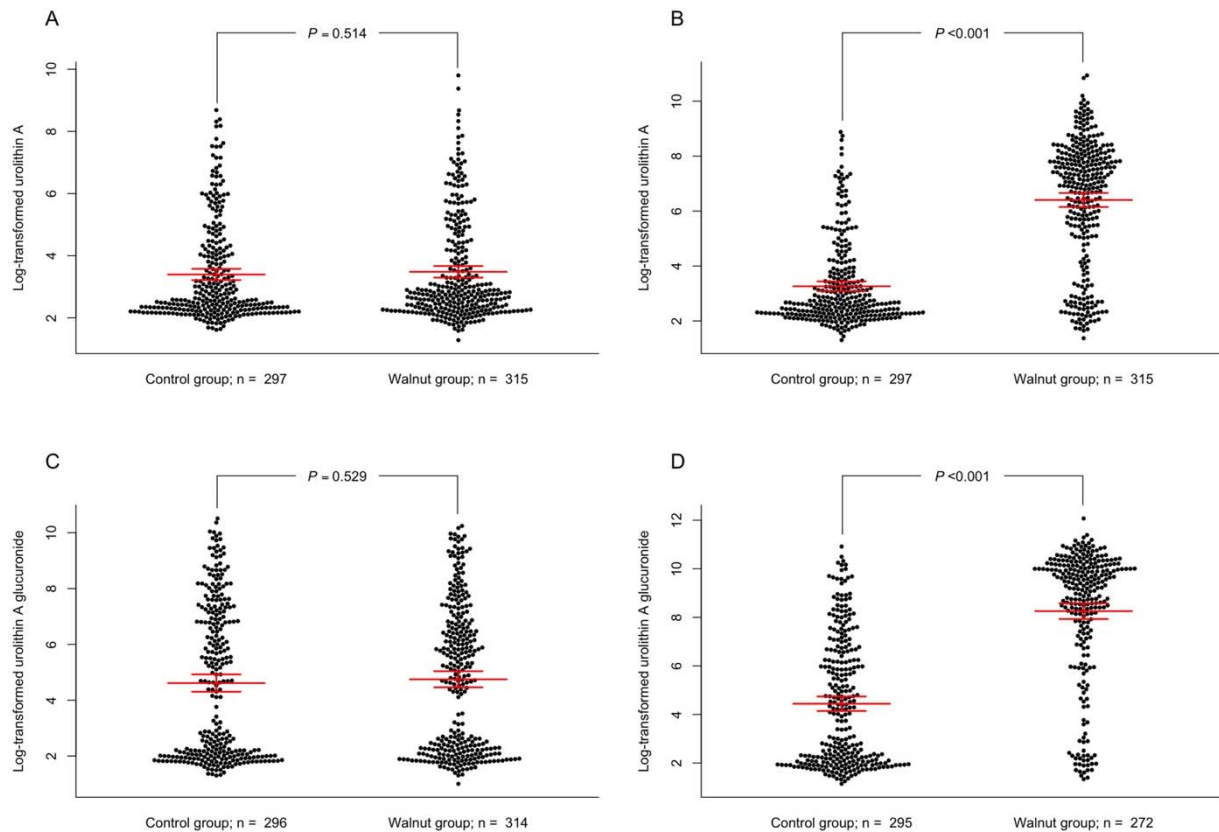 A
P = 0.514
Log-transformed urolithin A
10
8
6
4
2
Control group; n = 297
Walnut group; n = 315
B
P <0.001
Log-transformed urolithin A
10
8
6
4
2
Control group; n = 297
Walnut group; n = 315
C
P = 0.529
Log-transformed urolithin A glucuronide
10
8
6
4
2
Control group; n = 296
Walnut group; n = 314
D
P <0.001
Log-transformed urolithin A glucuronide
12
10
8
6
4
2
Control group; n = 295
Walnut group; n = 272